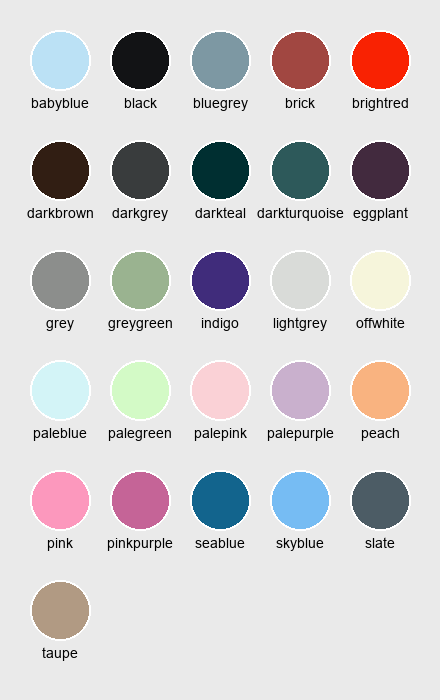 babyblue black bluegrey brick brightred
darkbrown darkgrey darkteal darkturquoise eggplant
grey greygreen indigo lightgrey offwhite
paleblue palegreen palepink palepurple peach
pink pinkpurple seablue skyblue slate
taupe